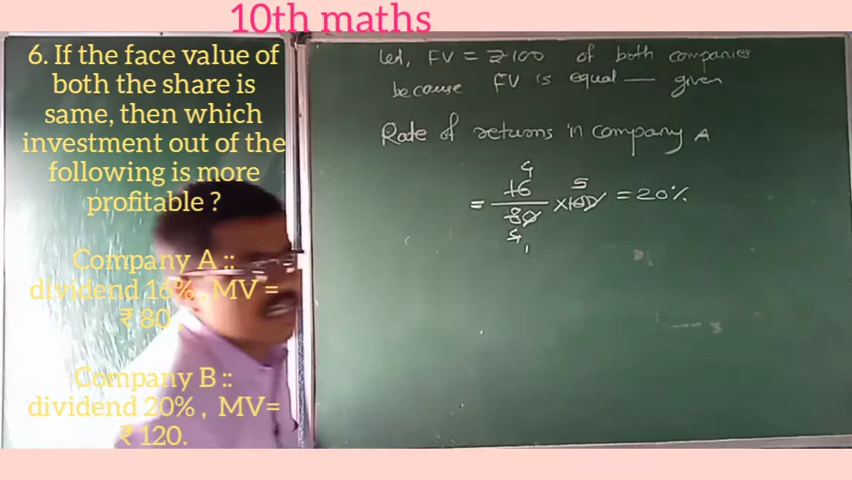 10th maths
6. If the face value of
both the share is
same, then which
investment out of the
following is more
profitable ?
Company A ::
dividend 16% , MV =
₹ 80 ,
Company B ::
dividend 20% , MV=
₹ 120.
Let, FV = ₹100 of both companies
because FV is equal — given
Rate of returns in company A
4 5
= 16/80 ×100 = 20%